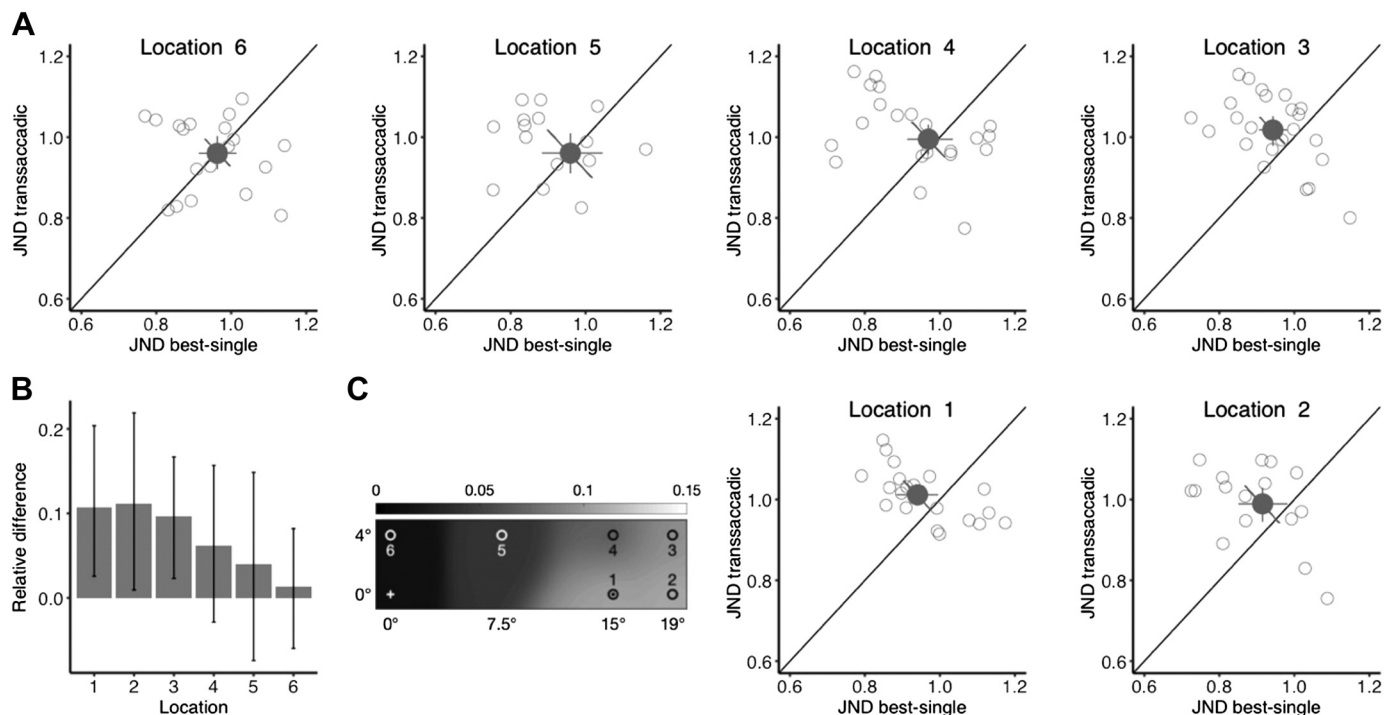 A
Location 6
Location 5
Location 4
Location 3
JND transsaccadic
1.2
1.0
0.8
0.6
0.6 0.8 1.0 1.2
JND best-single
JND transsaccadic
1.2
1.0
0.8
0.6
0.6 0.8 1.0 1.2
JND best-single
JND transsaccadic
1.2
1.0
0.8
0.6
0.6 0.8 1.0 1.2
JND best-single
JND transsaccadic
1.2
1.0
0.8
0.6
0.6 0.8 1.0 1.2
JND best-single
B
Relative difference
0.2
0.1
0.0
1 2 3 4 5 6
Location
C
0 0.05 0.1 0.15
4°
6 5 4 3
1 2
0° +
0° 7.5° 15° 19°
Location 1
JND transsaccadic
1.2
1.0
0.8
0.6
0.6 0.8 1.0 1.2
JND best-single
Location 2
JND transsaccadic
1.2
1.0
0.8
0.6
0.6 0.8 1.0 1.2
JND best-single